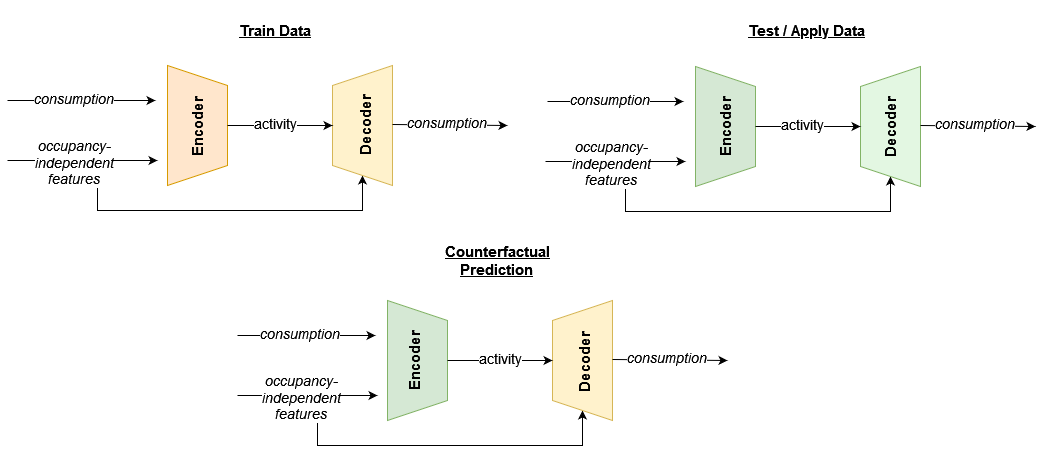 Train Data
consumption
occupancy-
independent
features
Encoder
activity
Decoder
consumption
Test / Apply Data
consumption
occupancy-
independent
features
Encoder
activity
Decoder
consumption
Counterfactual
Prediction
consumption
occupancy-
independent
features
Encoder
activity
Decoder
consumption